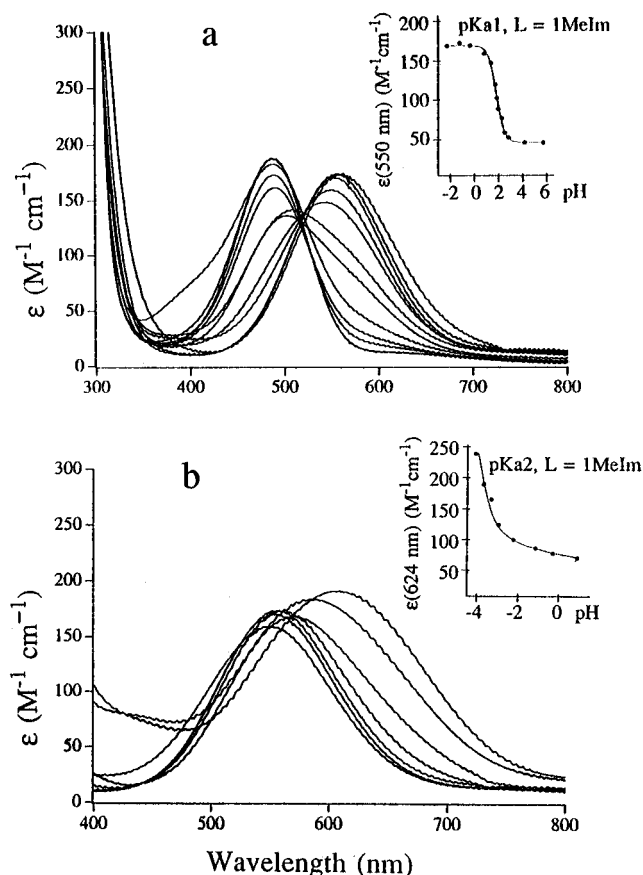 a
pKa1, L = 1MeIm
ε(550 nm) (M⁻¹cm⁻¹)
200
150
100
50
-2 0 2 4 6 pH
ε (M⁻¹ cm⁻¹)
300
250
200
150
100
50
0
300 400 500 600 700 800
b
pKa2, L = 1MeIm
ε(624 nm) (M⁻¹cm⁻¹)
250
200
150
100
50
-4 -2 0 pH
ε (M⁻¹ cm⁻¹)
300
250
200
150
100
50
0
400 500 600 700 800
Wavelength (nm)